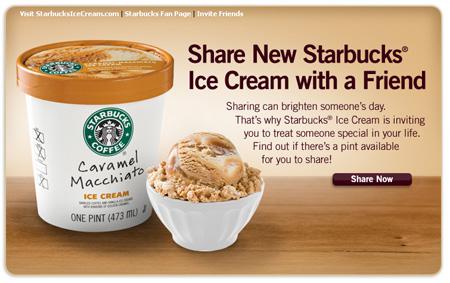 Visit StarbucksIceCream.com | Starbucks Fan Page | Invite Friends
Share New Starbucks®
Ice Cream with a Friend
Sharing can brighten someone's day.
That's why Starbucks® Ice Cream is inviting
you to treat someone special in your life.
Find out if there's a pint available
for you to share!
Share Now
STARBUCKS
COFFEE
Caramel
Macchiato
ICE CREAM
ONE PINT (473 mL)